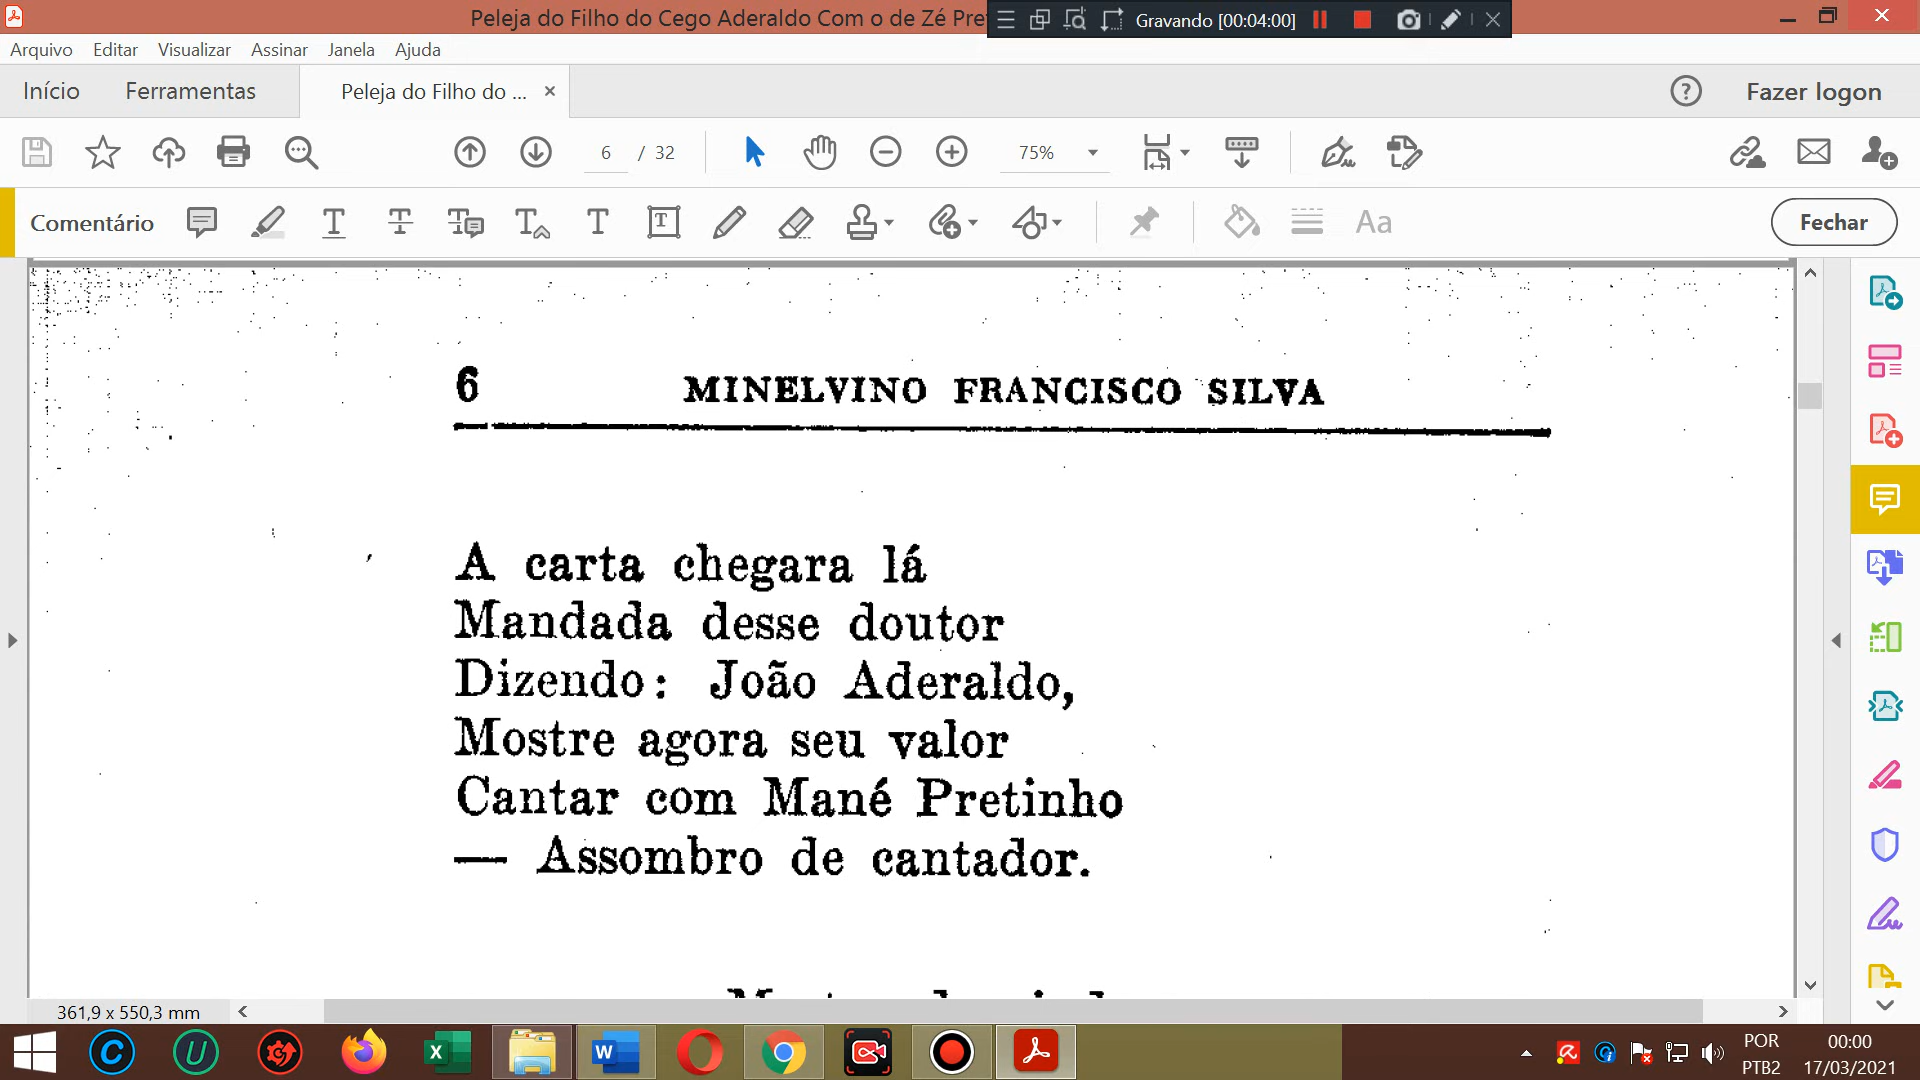 Peleja do Filho do Cego Aderaldo Com o de Zé Pre
Gravando [00:04:00]
Arquivo Editar Visualizar Assinar Janela Ajuda
Início Ferramentas Peleja do Filho do ... Fazer logon
6 / 32 75%
Comentário Aa Fechar
6 MINELVINO FRANCISCO SILVA
A carta chegara lá
Mandada desse doutor
Dizendo: João Aderaldo,
Mostre agora seu valor
Cantar com Mané Pretinho
— Assombro de cantador.
361,9 x 550,3 mm
POR 00:00
PTB2 17/03/2021